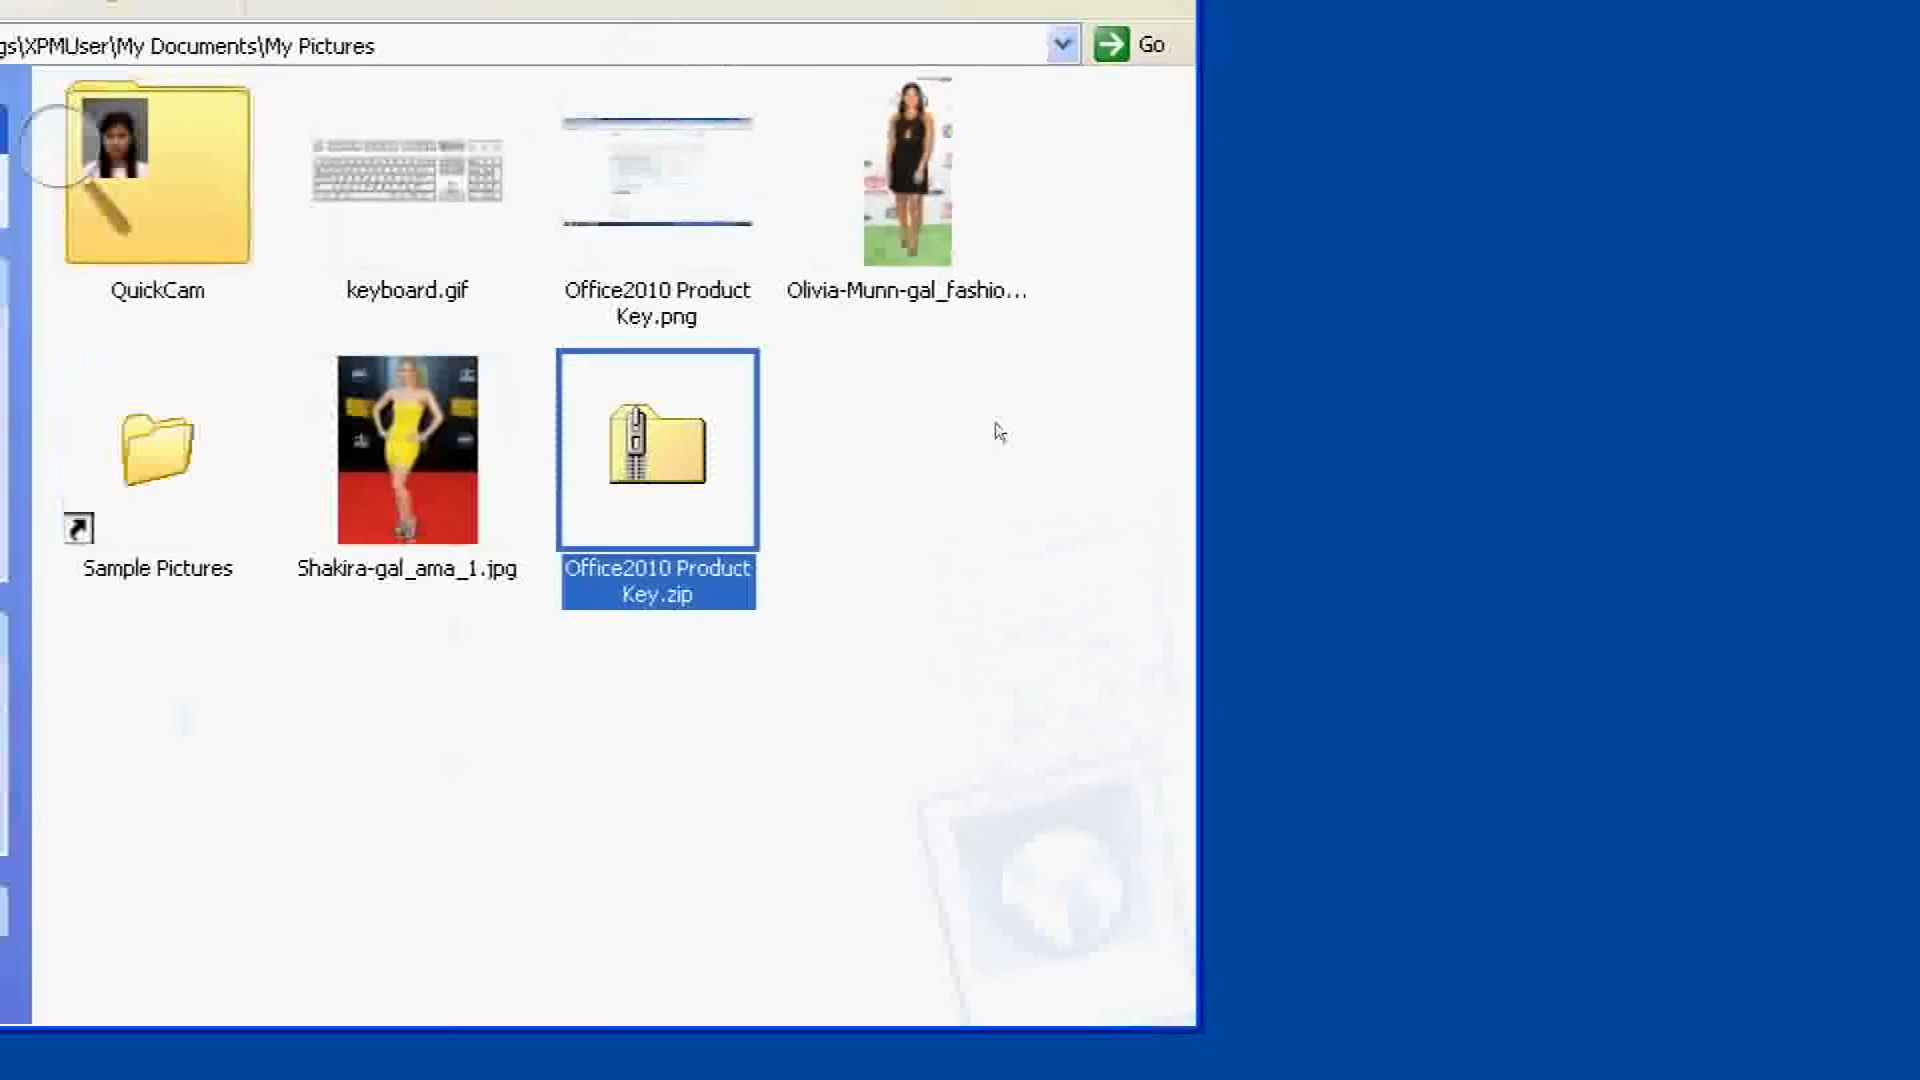 gs\XPMUser\My Documents\My Pictures
Go
QuickCam
keyboard.gif
Office2010 Product
Key.png
Olivia-Munn-gal_fashio...
Sample Pictures
Shakira-gal_ama_1.jpg
Office2010 Product
Key.zip